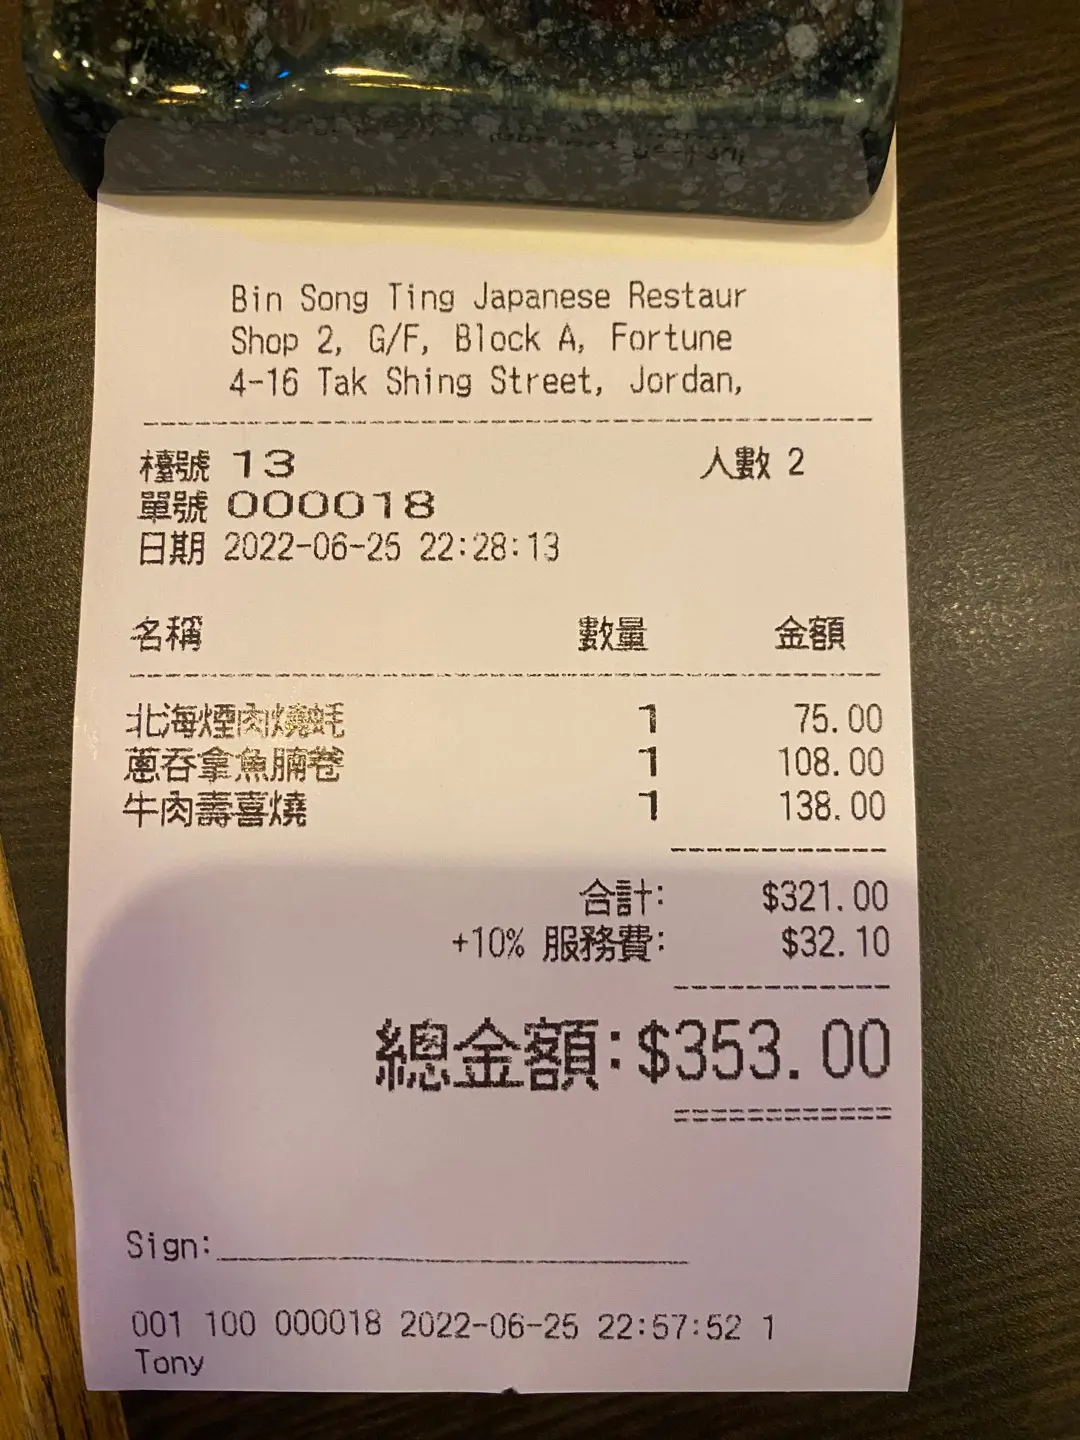 Bin Song Ting Japanese Restaur
Shop 2, G/F, Block A, Fortune
4-16 Tak Shing Street, Jordan,
檯號 13 人數 2
單號 000018
日期 2022-06-25 22:28:13
名稱 數量 金額
北海煙肉燒蚝 1 75.00
蔥吞拿魚腩卷 1 108.00
牛肉壽喜燒 1 138.00
合計: $321.00
+10% 服務費: $32.10
總金額:$353.00
Sign:
001 100 000018 2022-06-25 22:57:52 1
Tony